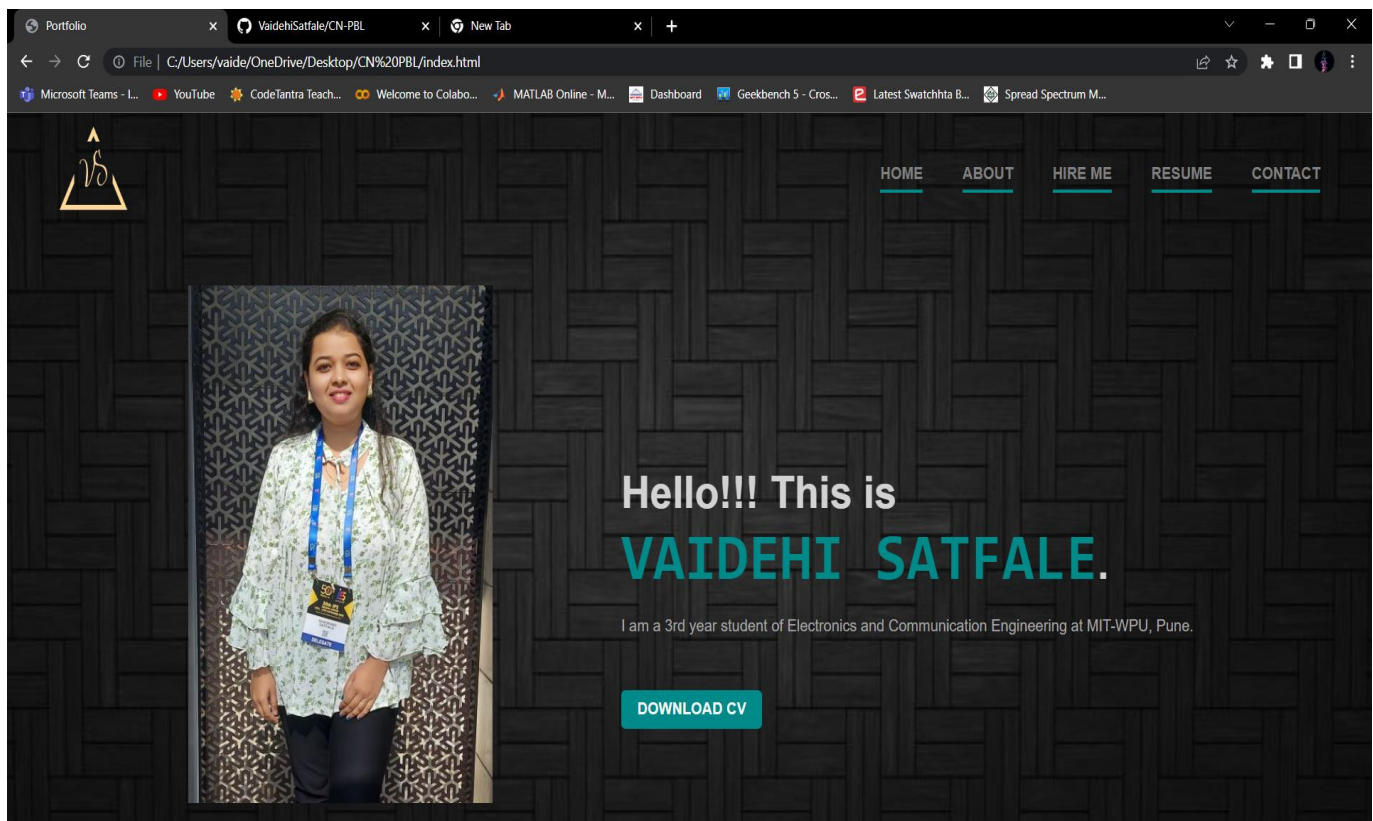 Portfolio
VaidehiSatfale/CN-PBL
New Tab
File
C:/Users/vaide/OneDrive/Desktop/CN%20PBL/index.html
Microsoft Teams - l...
YouTube
CodeTantra Teach...
Welcome to Colabo...
MATLAB Online - M...
Dashboard
Geekbench 5 - Cros...
Latest Swatchhta B...
Spread Spectrum M...
VS
HOME
ABOUT
HIRE ME
RESUME
CONTACT
Hello!!! This is
VAIDEHI SATFALE.
I am a 3rd year student of Electronics and Communication Engineering at MIT-WPU, Pune.
DOWNLOAD CV
SATFALE
DELEGATE